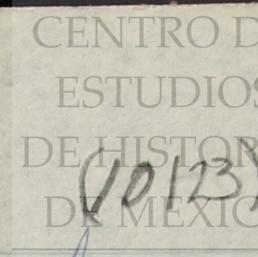 CENTRO D
ESTUDIOS
DE HISTOR
(10123)
DE MEXIC